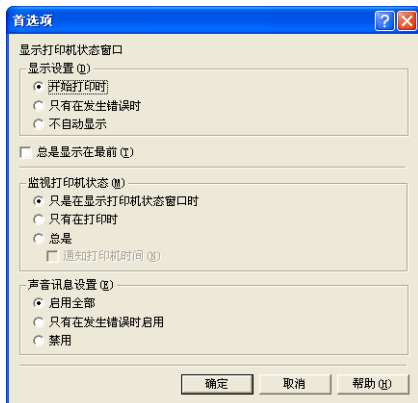 首选项
显示打印机状态窗口
显示设置(D)
开始打印时
只有在发生错误时
不自动显示
总是显示在最前(T)
监视打印机状态(M)
只是在显示打印机状态窗口时
只有在打印时
总是
通知打印机时间(N)
声音讯息设置(E)
启用全部
只有在发生错误时启用
禁用
确定 取消 帮助(H)